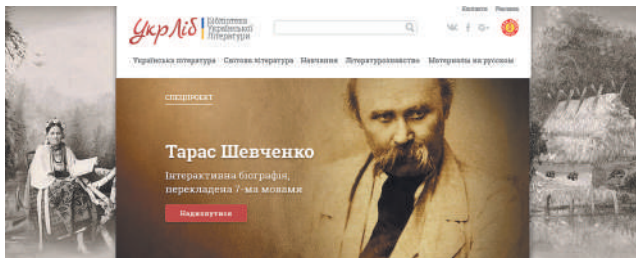 Контакти Реклама
УкрЛіб
Бібліотека
Української
Літератури
Українська література Світова література Навчання Літературознавство Материалы на русском
СПЕЦПРОЕКТ
Тарас Шевченко
Інтерактивна біографія,
перекладена 7-ма мовами